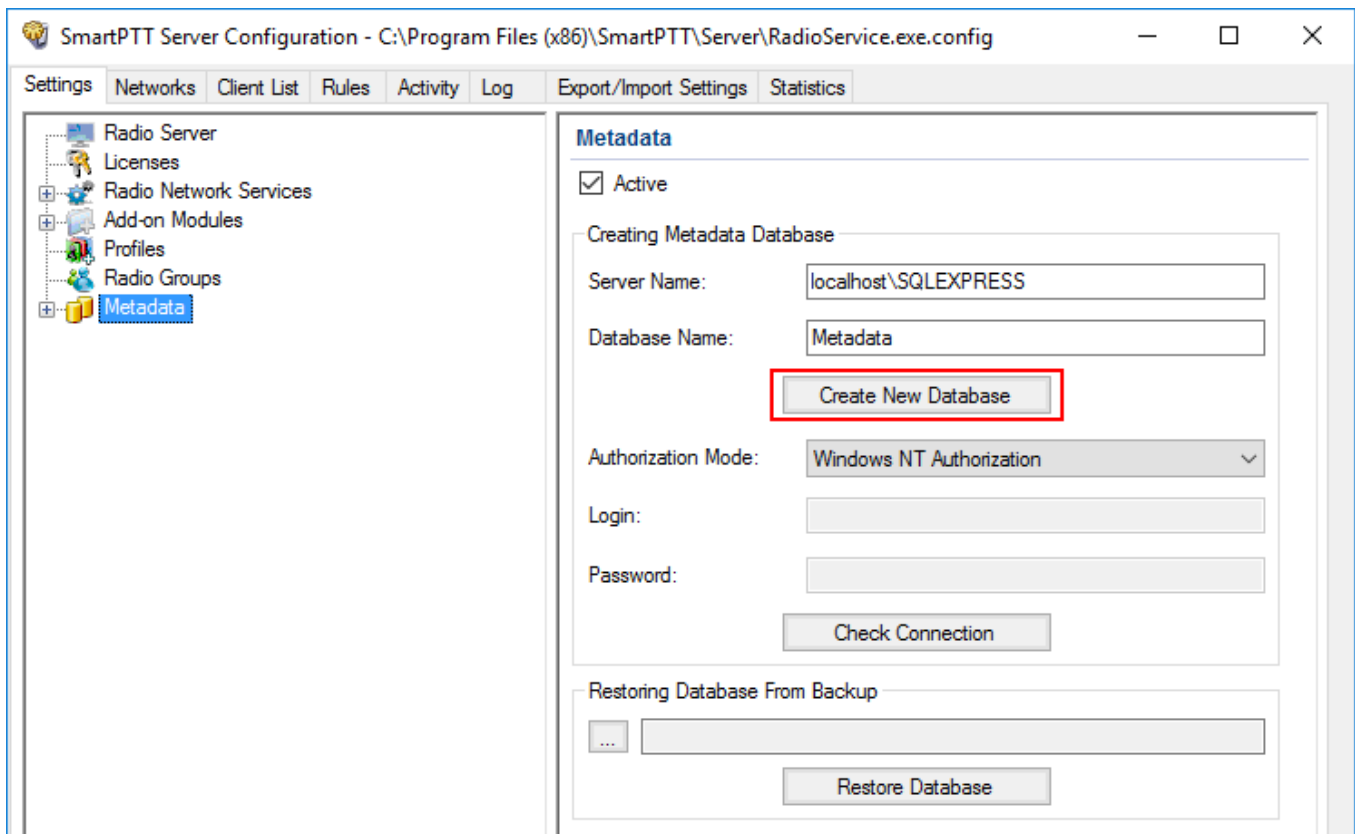 SmartPTT Server Configuration - C:\Program Files (x86)\SmartPTT\Server\RadioService.exe.config
Settings Networks Client List Rules Activity Log Export/Import Settings Statistics
Radio Server
Licenses
Radio Network Services
Add-on Modules
Profiles
Radio Groups
Metadata
Metadata
Active
Creating Metadata Database
Server Name: localhost\SQLEXPRESS
Database Name: Metadata
Create New Database
Authorization Mode: Windows NT Authorization
Login:
Password:
Check Connection
Restoring Database From Backup
...
Restore Database